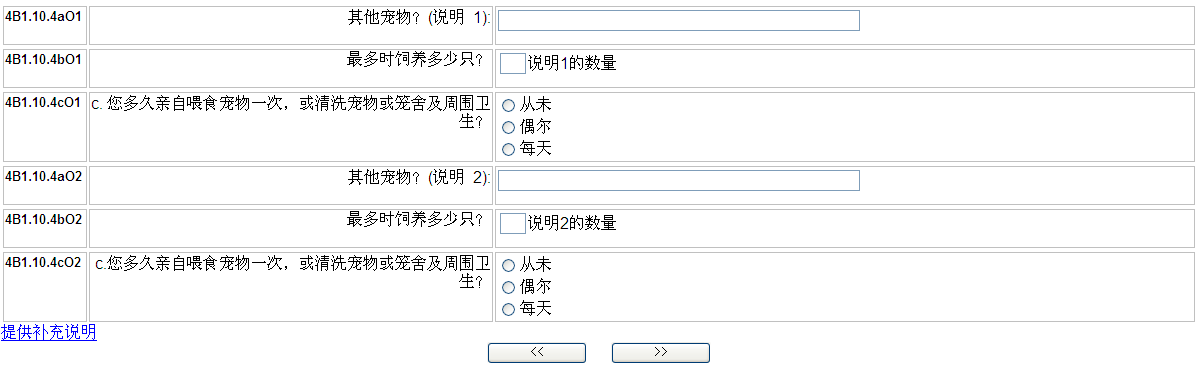 4B1.10.4aO1 其他宠物？(说明 1):
4B1.10.4bO1 最多时饲养多少只？ 说明1的数量
4B1.10.4cO1 c. 您多久亲自喂食宠物一次，或清洗宠物或笼舍及周围卫
生？
从未
偶尔
每天
4B1.10.4aO2 其他宠物？(说明 2):
4B1.10.4bO2 最多时饲养多少只？ 说明2的数量
4B1.10.4cO2 c.您多久亲自喂食宠物一次，或清洗宠物或笼舍及周围卫
生？
从未
偶尔
每天
提供补充说明
<< >>